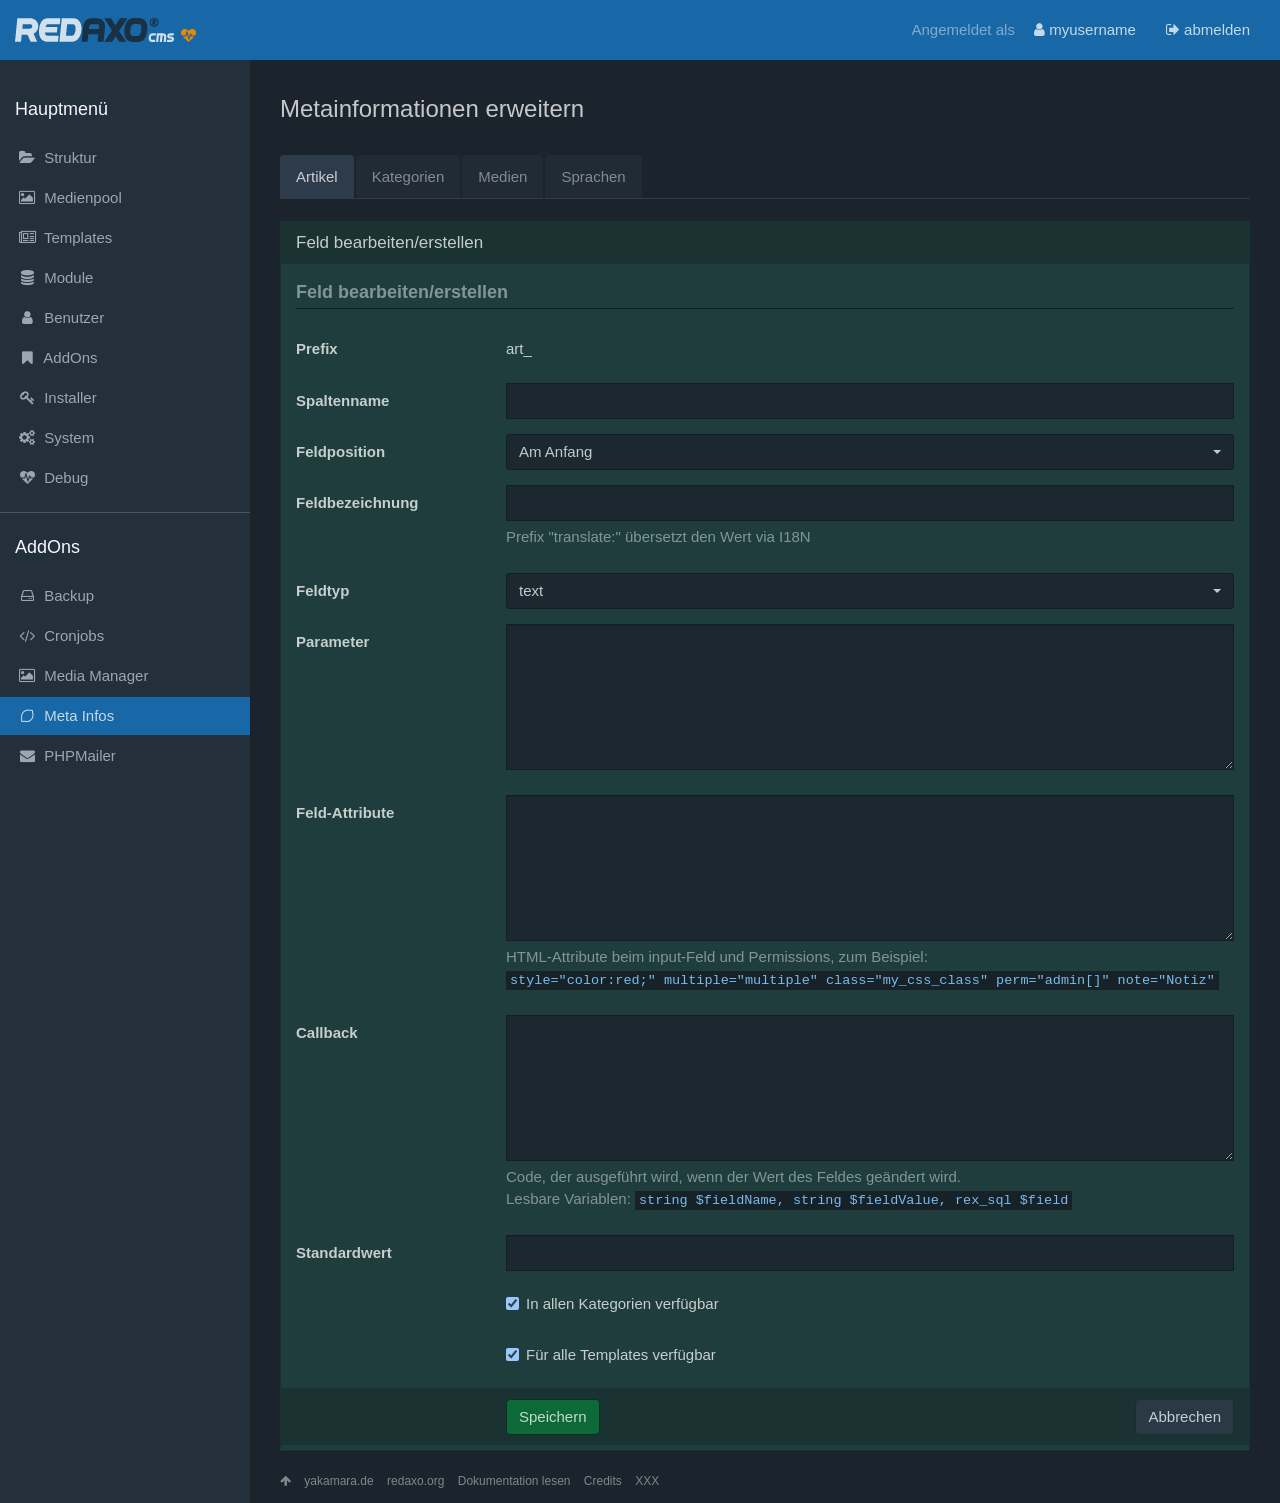 REDAXO® cms
Angemeldet als myusername abmelden
Hauptmenü
Struktur
Medienpool
Templates
Module
Benutzer
AddOns
Installer
System
Debug
AddOns
Backup
Cronjobs
Media Manager
Meta Infos
PHPMailer
Metainformationen erweitern
Artikel Kategorien Medien Sprachen
Feld bearbeiten/erstellen
Feld bearbeiten/erstellen
Prefix art_
Spaltenname
Feldposition Am Anfang
Feldbezeichnung
Prefix "translate:" übersetzt den Wert via I18N
Feldtyp text
Parameter
Feld-Attribute
HTML-Attribute beim input-Feld und Permissions, zum Beispiel:
style="color:red;" multiple="multiple" class="my_css_class" perm="admin[]" note="Notiz"
Callback
Code, der ausgeführt wird, wenn der Wert des Feldes geändert wird.
Lesbare Variablen: string $fieldName, string $fieldValue, rex_sql $field
Standardwert
In allen Kategorien verfügbar
Für alle Templates verfügbar
Speichern Abbrechen
yakamara.de redaxo.org Dokumentation lesen Credits XXX